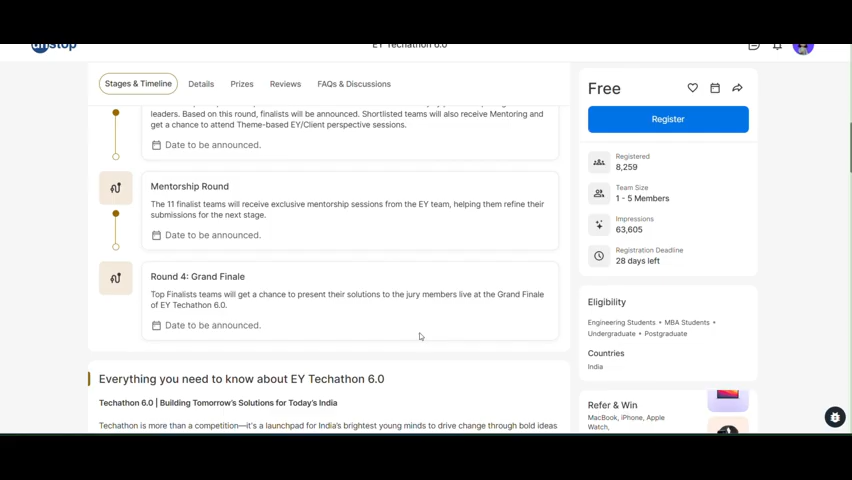 unstop
EY Techathon 6.0
Stages & Timeline
Details
Prizes
Reviews
FAQs & Discussions
leaders. Based on this round, finalists will be announced. Shortlisted teams will also receive Mentoring and
get a chance to attend Theme-based EY/Client perspective sessions.
Date to be announced.
Mentorship Round
The 11 finalist teams will receive exclusive mentorship sessions from the EY team, helping them refine their
submissions for the next stage.
Date to be announced.
Round 4: Grand Finale
Top Finalists teams will get a chance to present their solutions to the jury members live at the Grand Finale
of EY Techathon 6.0.
Date to be announced.
Everything you need to know about EY Techathon 6.0
Techathon 6.0 | Building Tomorrow's Solutions for Today's India
Techathon is more than a competition—it's a launchpad for India's brightest young minds to drive change through bold ideas
Free
Register
Registered
8,259
Team Size
1 - 5 Members
Impressions
63,605
Registration Deadline
28 days left
Eligibility
Engineering Students • MBA Students •
Undergraduate • Postgraduate
Countries
India
Refer & Win
MacBook, iPhone, Apple
Watch,